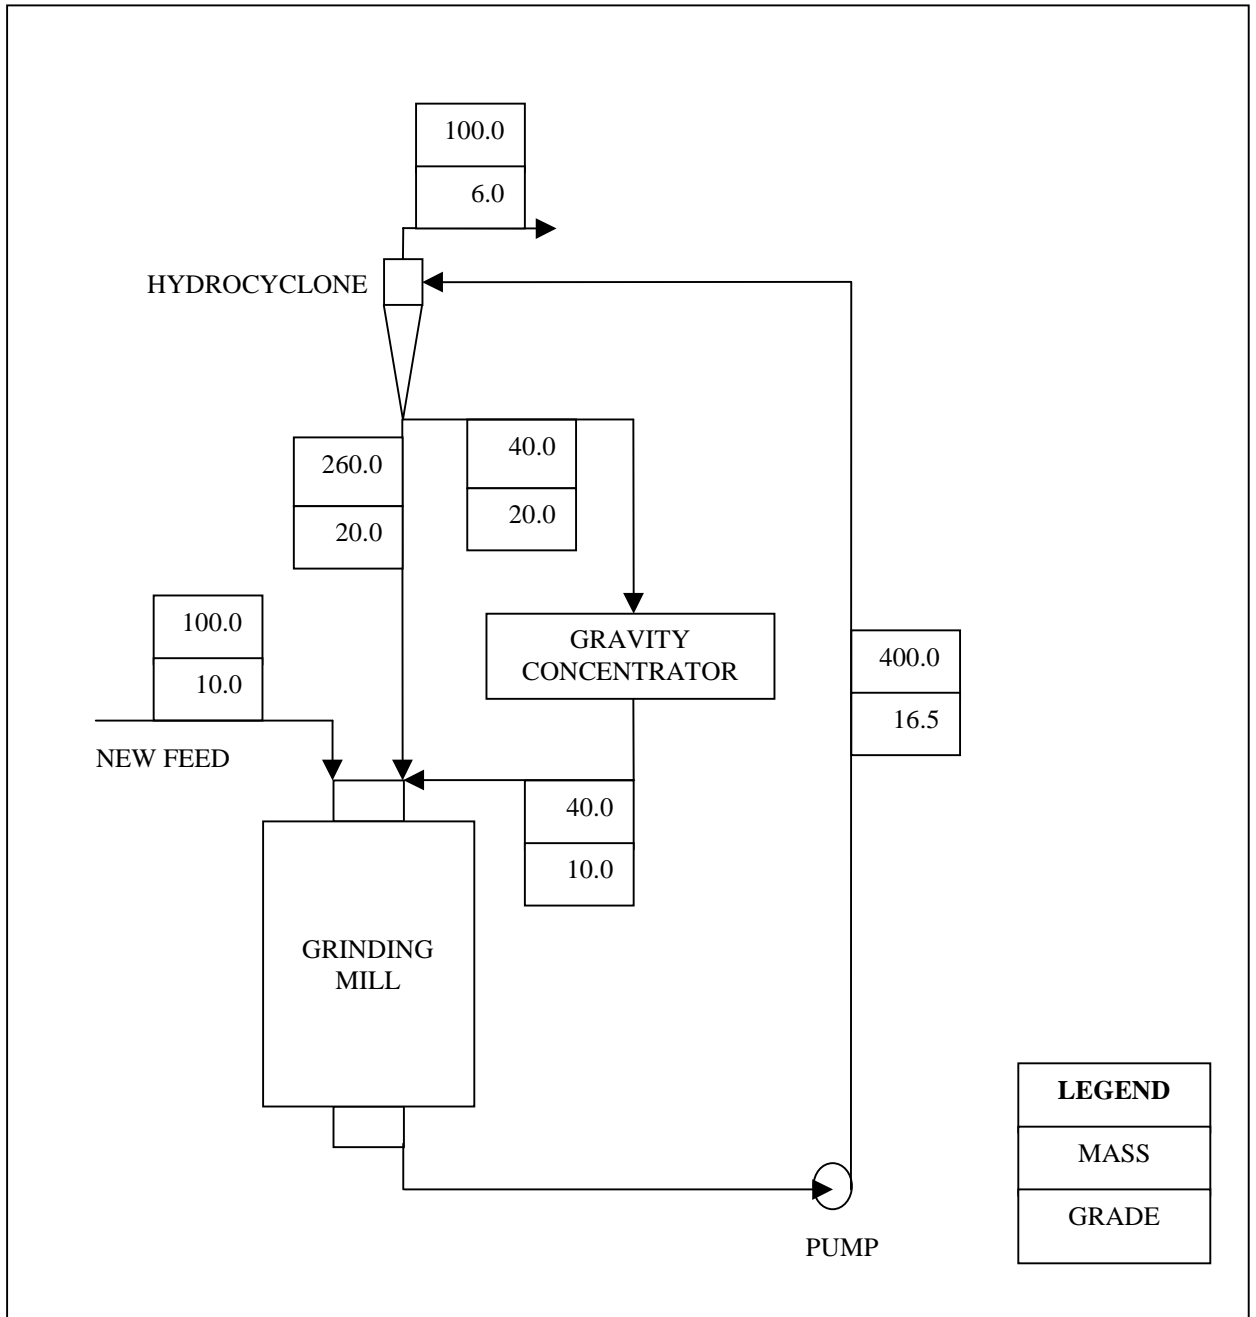 100.0
6.0
HYDROCYCLONE
260.0
20.0
40.0
20.0
100.0
10.0
NEW FEED
GRAVITY
CONCENTRATOR
400.0
16.5
40.0
10.0
GRINDING
MILL
PUMP
LEGEND
MASS
GRADE